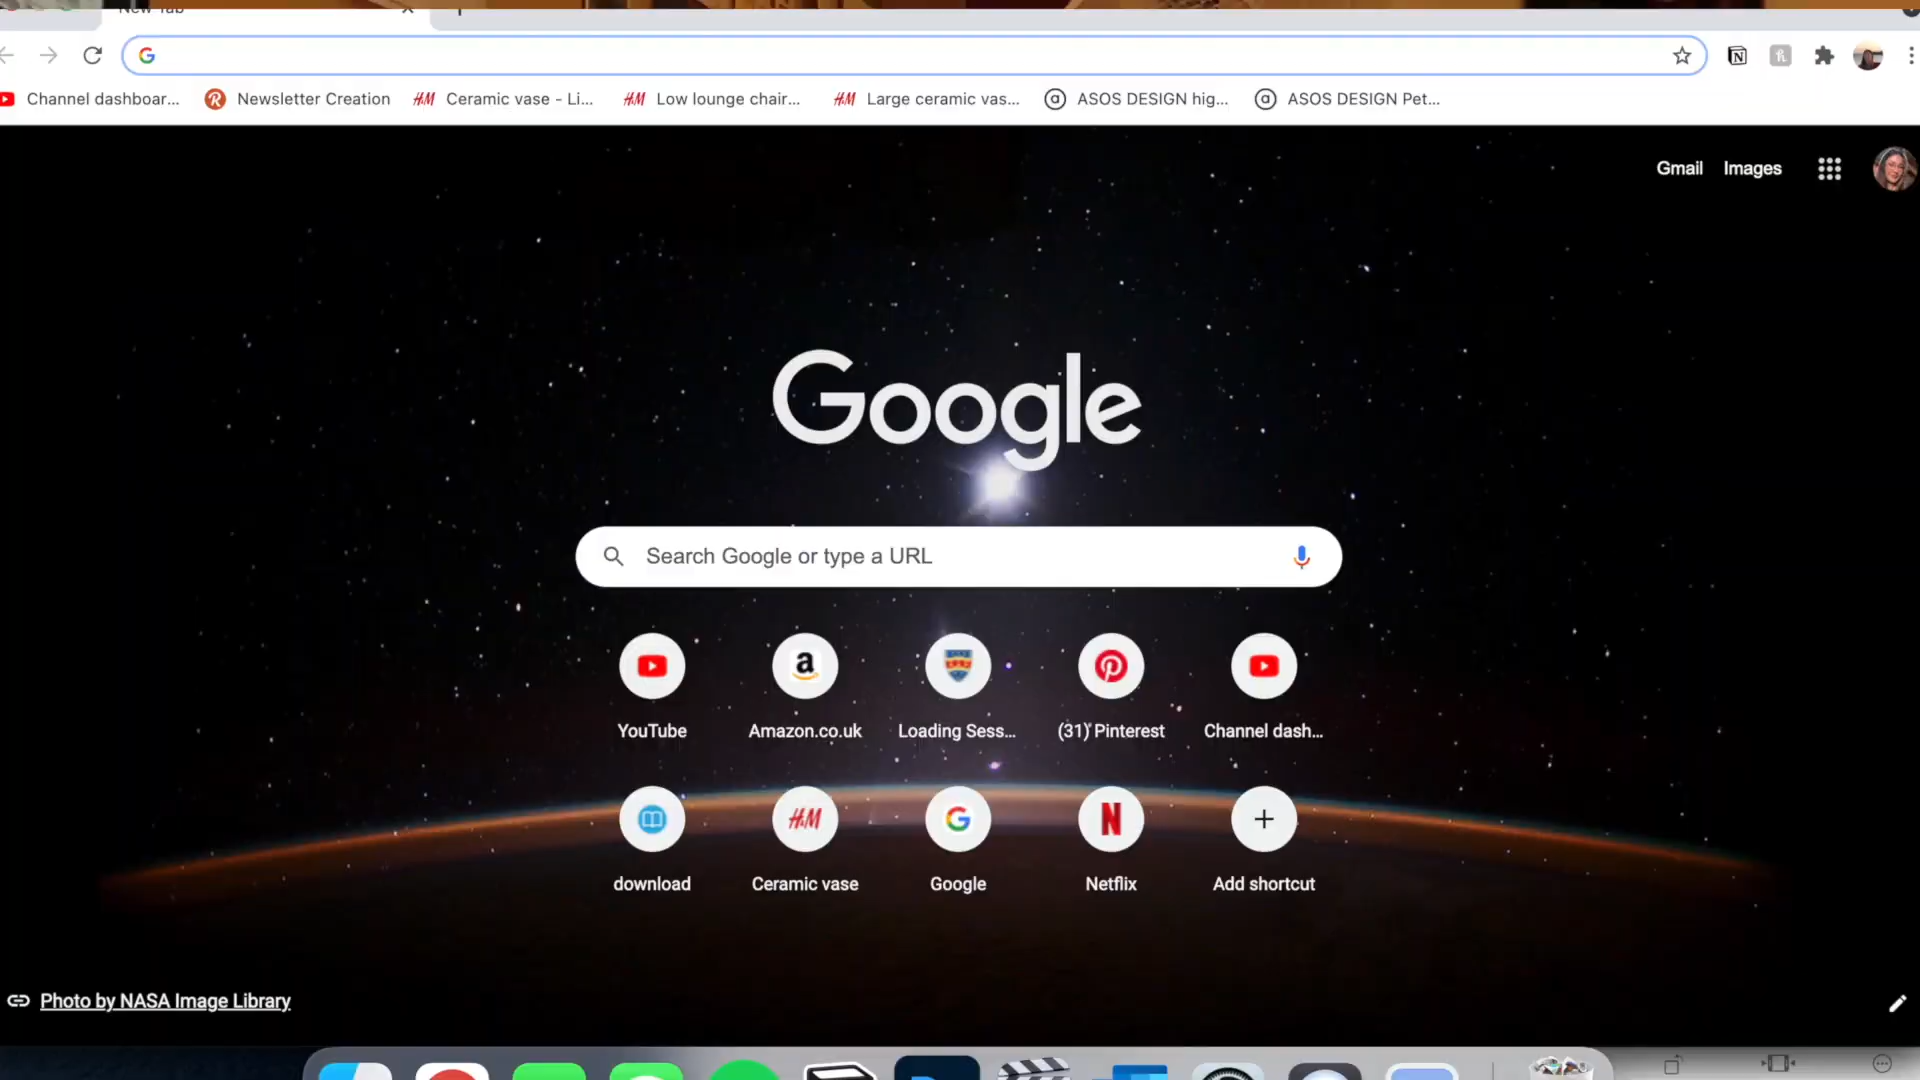 New Tab
Channel dashboar... Newsletter Creation H&M Ceramic vase - Li... H&M Low lounge chair... H&M Large ceramic vas... a ASOS DESIGN hig... a ASOS DESIGN Pet...
Gmail Images
Google
Search Google or type a URL
YouTube Amazon.co.uk Loading Sess... (31) Pinterest Channel dash...
H&M
download Ceramic vase Google Netflix Add shortcut
Photo by NASA Image Library